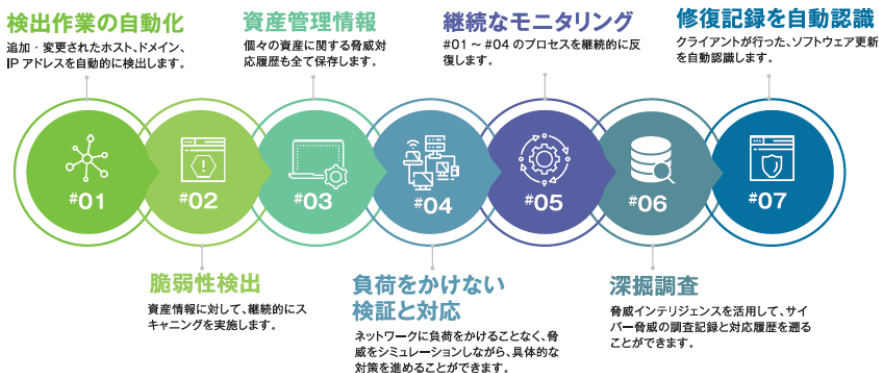 検出作業の自動化
追加・変更されたホスト、ドメイン、
IP アドレスを自動的に検出します。
資産管理情報
個々の資産に関する脅威対
応履歴も全て保存します。
継続なモニタリング
#01 ～ #04 のプロセスを継続的に反
復します。
修復記録を自動認識
クライアントが行った、ソフトウェア更新
を自動認識します。
#01
#02
#03
#04
#05
#06
#07
脆弱性検出
資産情報に対して、継続的にス
キャニングを実施します。
負荷をかけない
検証と対応
ネットワークに負荷をかけることなく、脅
威をシミュレーションしながら、具体的な
対策を進めることができます。
深掘調査
脅威インテリジェンスを活用して、サイ
バー脅威の調査記録と対応履歴を遡る
ことができます。